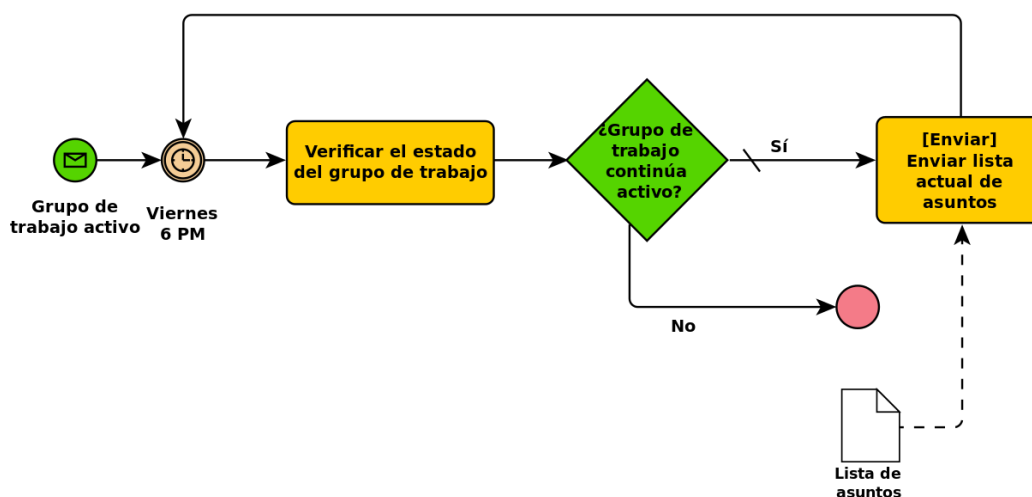 Grupo de
trabajo activo
Viernes
6 PM
Verificar el estado
del grupo de trabajo
¿Grupo de
trabajo
continúa
activo?
Sí
No
[Enviar]
Enviar lista
actual de
asuntos
Lista de
asuntos